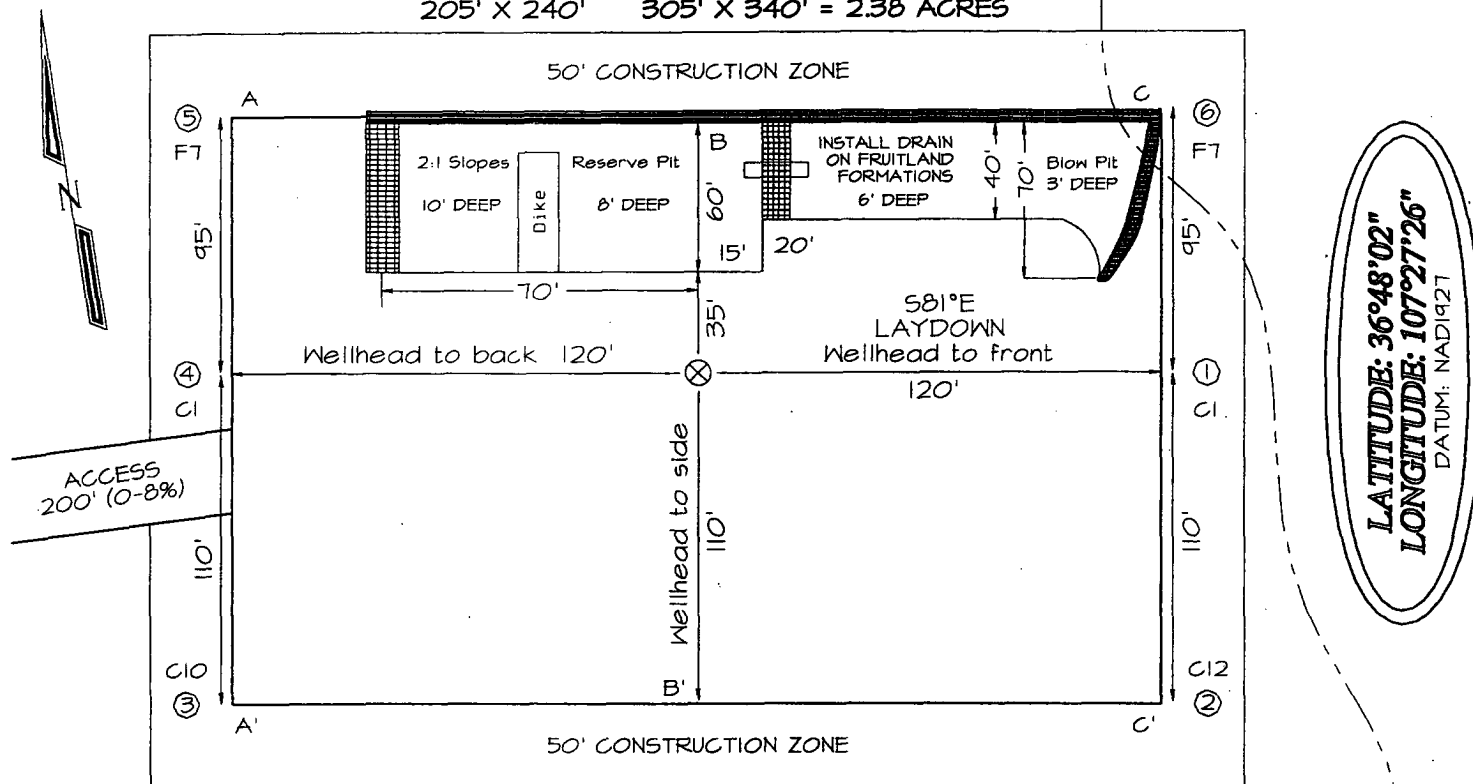 205' X 240' 305' X 340' = 2.38 ACRES
50' CONSTRUCTION ZONE
A
C
5
6
F7
F7
N
2:1 Slopes
10' DEEP
Dike
Reserve Pit
8' DEEP
B
60'
15'
INSTALL DRAIN
ON FRUITLAND
FORMATIONS
6' DEEP
40'
70'
Blow Pit
3' DEEP
20'
95'
95'
70'
35'
S81°E
LAYDOWN
Wellhead to back 120'
Wellhead to front
120'
4
1
C1
C1
ACCESS
200' (0-8%)
110'
Wellhead to side
110'
110'
C10
C12
3
2
A'
B'
C'
50' CONSTRUCTION ZONE
LATITUDE: 36°48'02"
LONGITUDE: 107°27'26"
DATUM: NAD1927